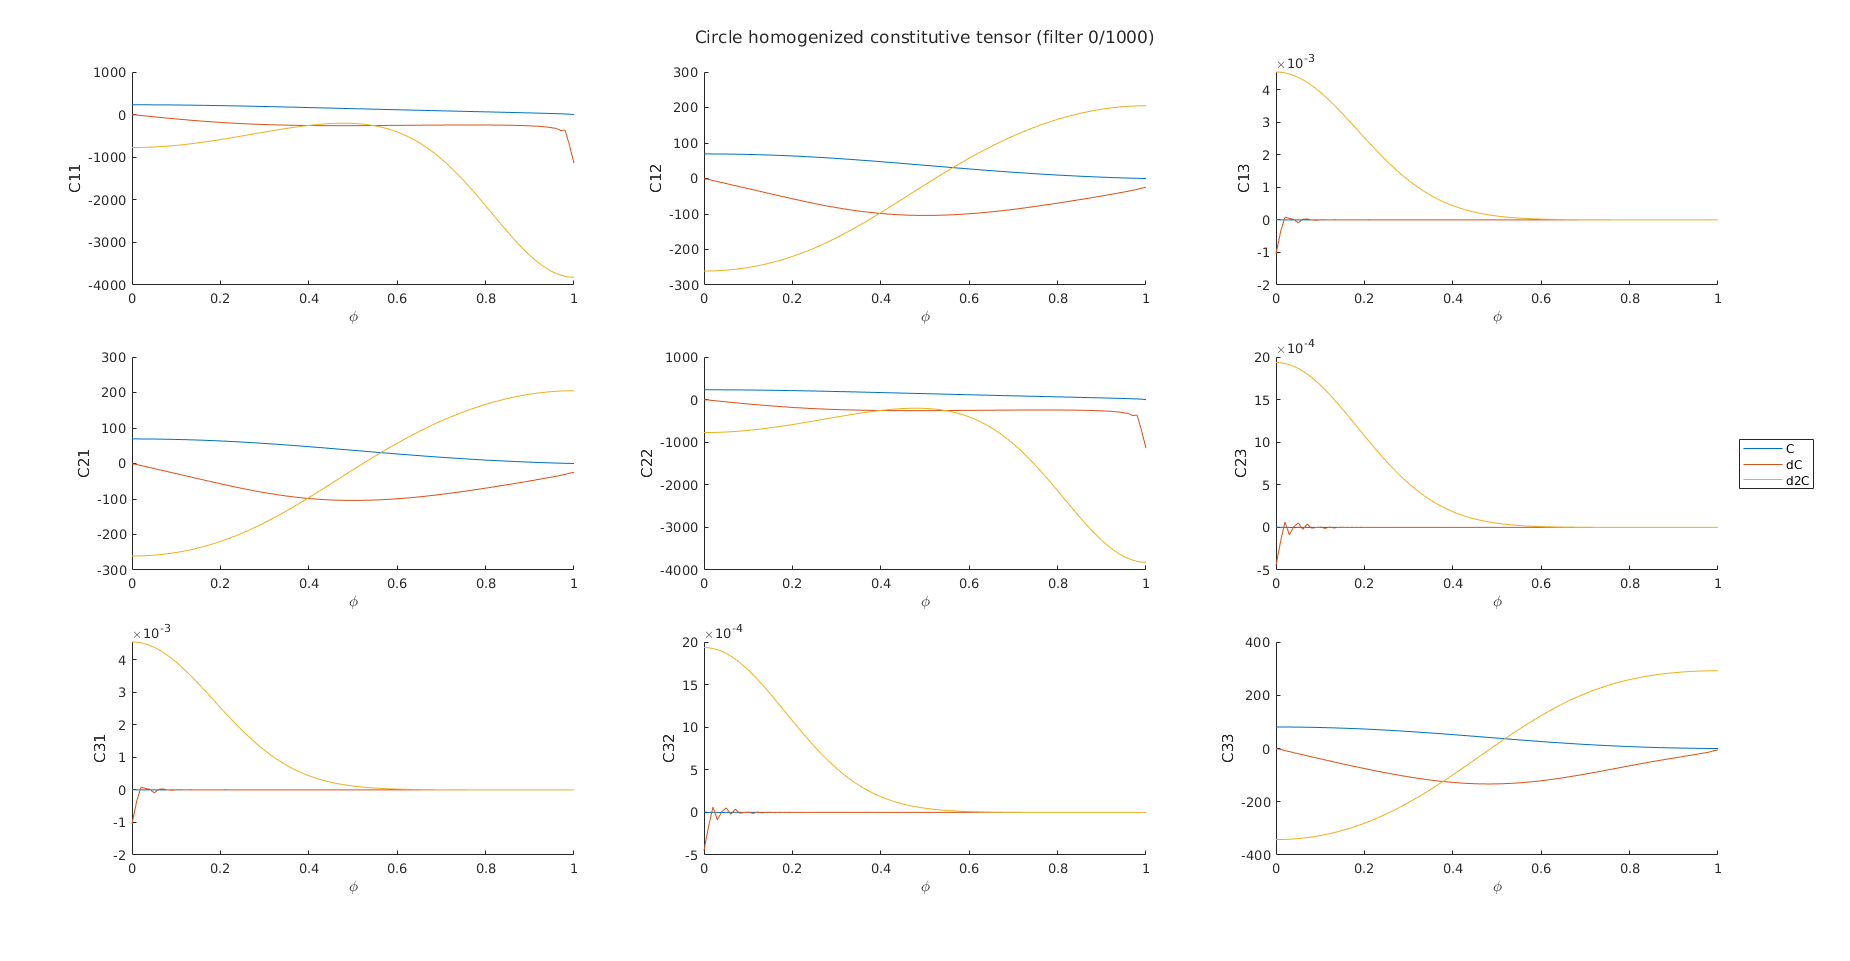 Circle homogenized constitutive tensor (filter 0/1000)
1000
0
-1000
-2000
-3000
-4000
C11
0 0.2 0.4 0.6 0.8 1
ϕ
300
200
100
0
-100
-200
-300
C12
0 0.2 0.4 0.6 0.8 1
ϕ
×10-3
4
3
2
1
0
-1
-2
C13
0 0.2 0.4 0.6 0.8 1
ϕ
300
200
100
0
-100
-200
-300
C21
0 0.2 0.4 0.6 0.8 1
ϕ
1000
0
-1000
-2000
-3000
-4000
C22
0 0.2 0.4 0.6 0.8 1
ϕ
×10-4
20
15
10
5
0
-5
C23
0 0.2 0.4 0.6 0.8 1
ϕ
C
dC
d2C
×10-3
4
3
2
1
0
-1
-2
C31
0 0.2 0.4 0.6 0.8 1
ϕ
×10-4
20
15
10
5
0
-5
C32
0 0.2 0.4 0.6 0.8 1
ϕ
400
200
0
-200
-400
C33
0 0.2 0.4 0.6 0.8 1
ϕ